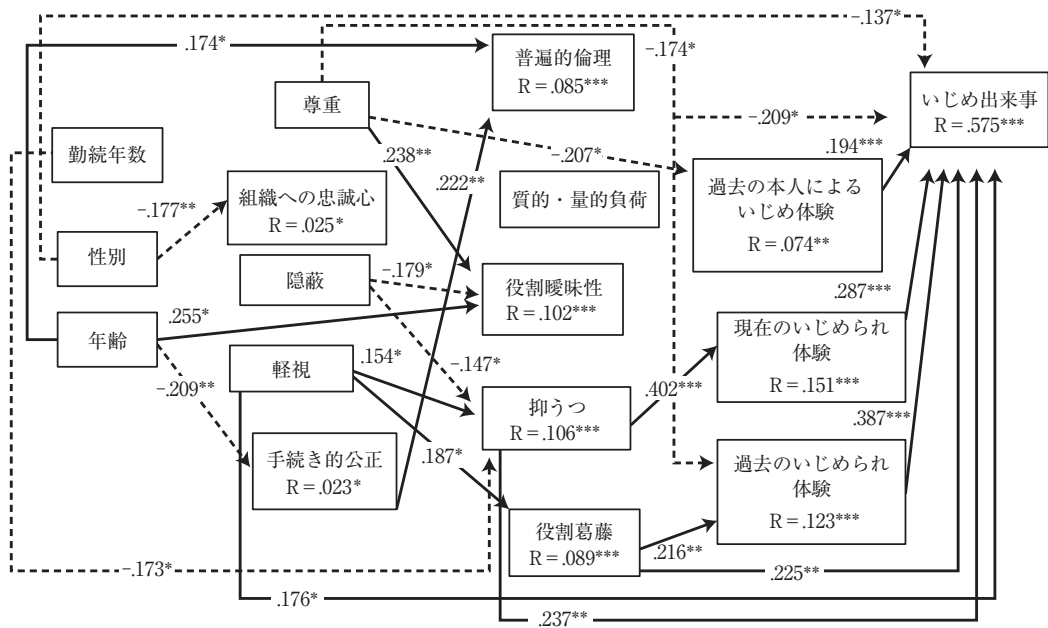 -.137*
.174*
普遍的倫理
R＝.085***
-.174*
いじめ出来事
R＝.575***
尊重
-.209*
勤続年数
.238**
-.207*
.194***
組織への忠誠心
R＝.025*
.222**
質的・量的負荷
過去の本人による
いじめ体験
R＝.074**
-.177**
性別
隠蔽
-.179*
役割曖昧性
R＝.102***
.287***
.255*
年齢
現在のいじめられ
体験
R＝.151***
軽視
.154*
-.147*
.402***
-.209**
抑うつ
R＝.106***
.387***
手続き的公正
R＝.023*
.187*
過去のいじめられ
体験
R＝.123***
役割葛藤
R＝.089***
.216**
-.173*
.225**
.176*
.237**